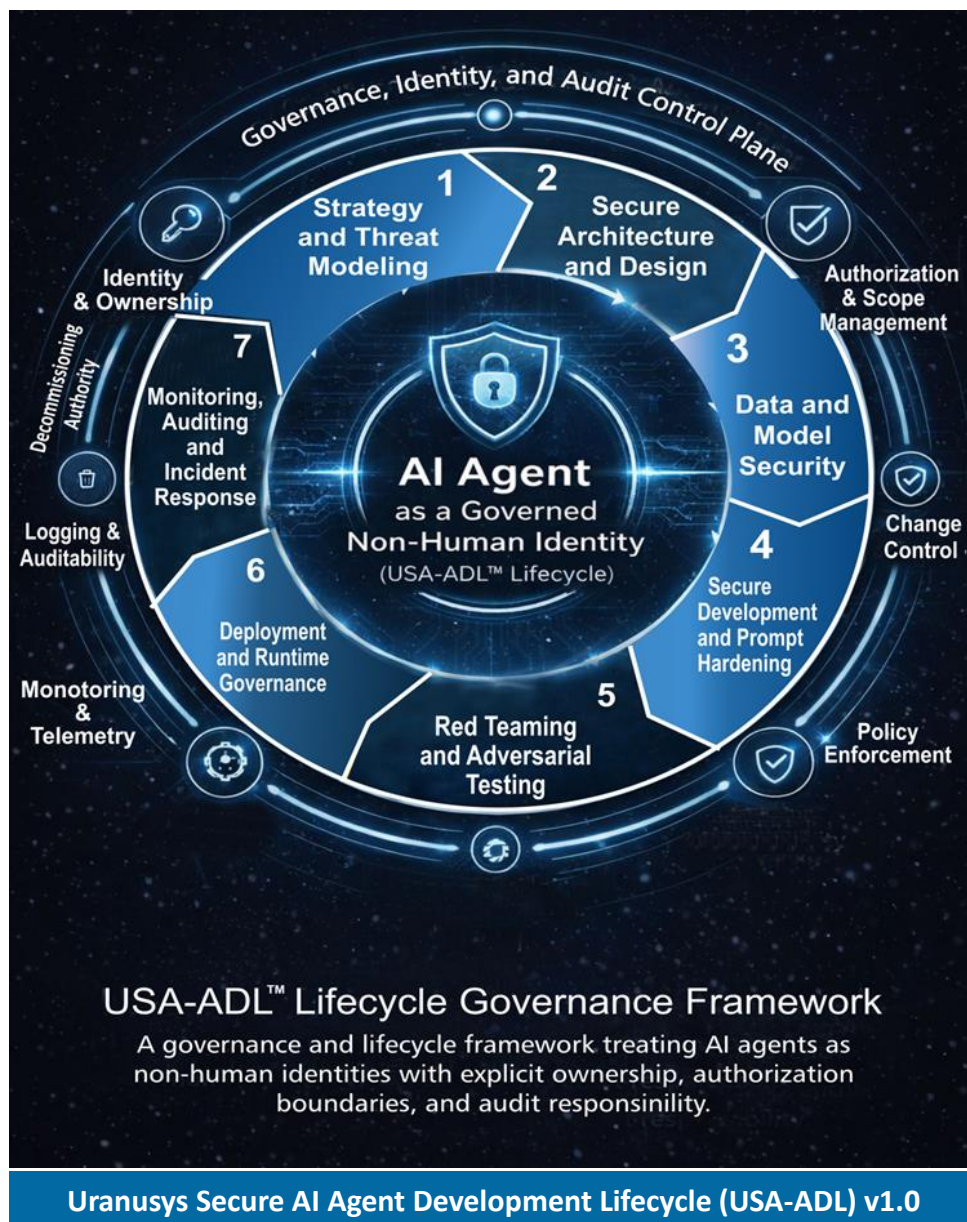 Governance, Identity, and Audit Control Plane
1
Strategy
and Threat
Modeling
2
Secure
Architecture
and Design
Identity
& Ownership
Authorization
& Scope
Management
Decommissioning
Authority
7
Monitoring,
Auditing
and
Incident
Response
3
Data and
Model
Security
AI Agent
as a Governed
Non-Human Identity
(USA-ADL™ Lifecycle)
Logging &
Auditability
Change
Control
4
Secure
Development
and Prompt
Hardening
6
Deployment
and Runtime
Governance
5
Red Teaming
and Adversarial
Testing
Monotoring
&
Telemetry
Policy
Enforcement
USA-ADL™ Lifecycle Governance Framework
A governance and lifecycle framework treating AI agents as
non-human identities with explicit ownership, authorization
boundaries, and audit responsinility.
Uranusys Secure AI Agent Development Lifecycle (USA-ADL) v1.0